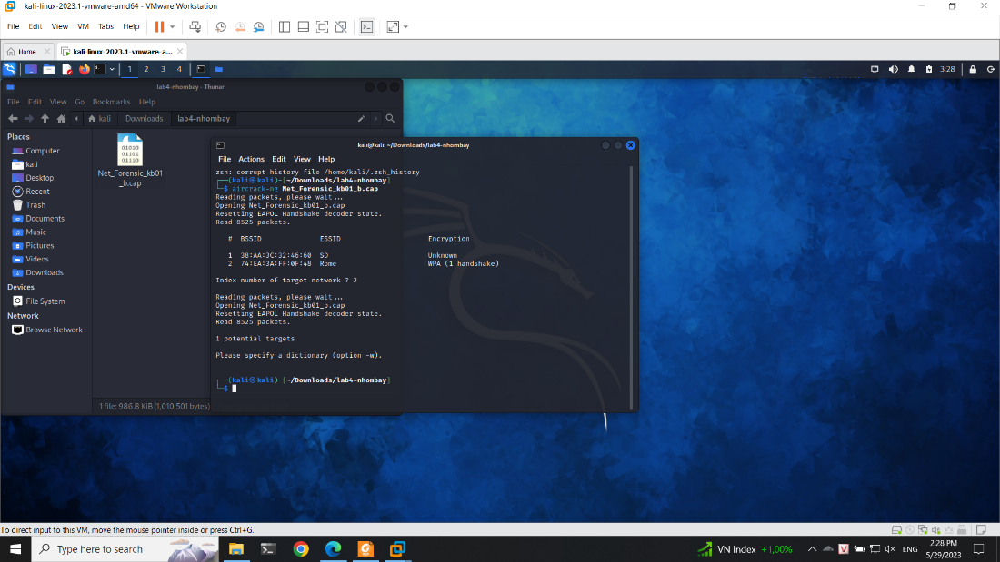 kali-linux-2023.1-vmware-amd64 - VMware Workstation
File Edit View VM Tabs Help
Home
kali-linux-2023.1-vmware-a...
1 2 3 4
3:28
lab4-nhombay - Thunar
File Edit View Go Bookmarks Help
kali Downloads lab4-nhombay
Places
Computer
kali
Desktop
Recent
Trash
Documents
Music
Pictures
Videos
Downloads
Devices
File System
Network
Browse Network
01010
01101
01110
Net_Forensic_kb01
_b.cap
1 file: 986.8 KiB (1,010,501 bytes)
kali@kali: ~/Downloads/lab4-nhombay
File Actions Edit View Help
zsh: corrupt history file /home/kali/.zsh_history
(kali㉿kali)-[~/Downloads/lab4-nhombay]
$ aircrack-ng Net_Forensic_kb01_b.cap
Reading packets, please wait...
Opening Net_Forensic_kb01_b.cap
Resetting EAPOL Handshake decoder state.
Read 8525 packets.
# BSSID ESSID Encryption
1 38:AA:3C:32:46:60 SD Unknown
2 74:EA:3A:FF:0F:48 Rome WPA (1 handshake)
Index number of target network ? 2
Reading packets, please wait...
Opening Net_Forensic_kb01_b.cap
Resetting EAPOL Handshake decoder state.
Read 8525 packets.
1 potential targets
Please specify a dictionary (option -w).
(kali㉿kali)-[~/Downloads/lab4-nhombay]
$
To direct input to this VM, move the mouse pointer inside or press Ctrl+G.
Type here to search
VN Index +1,00%
V
ENG
2:28 PM
5/29/2023